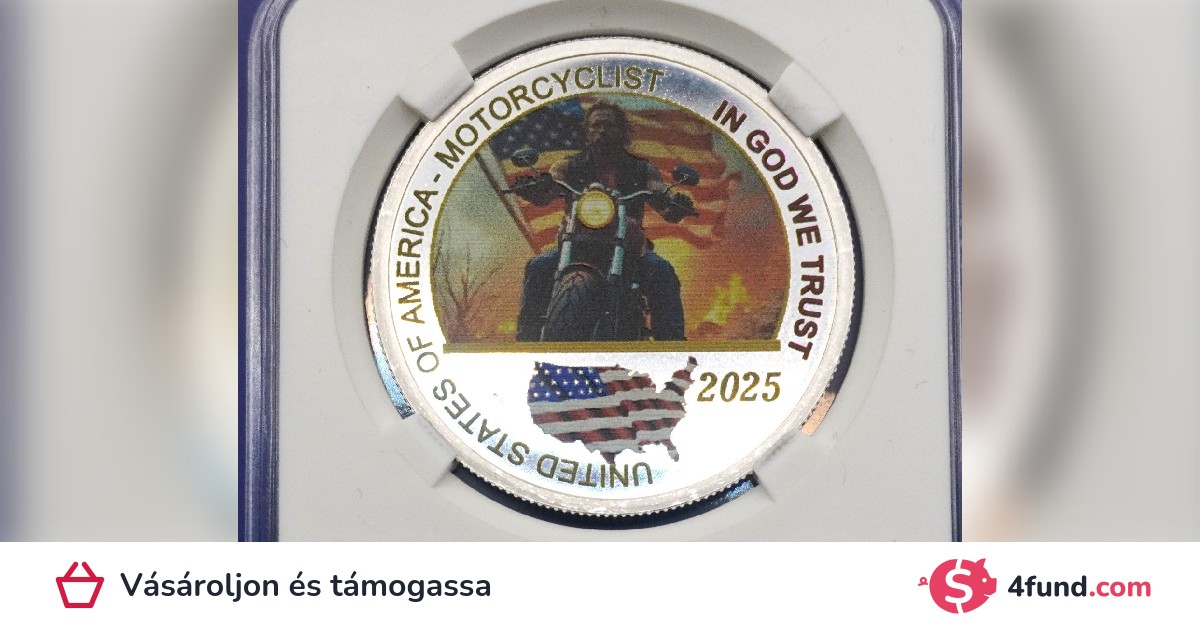 UNITED STATES OF AMERICA - MOTORCYCLIST
IN GOD WE TRUST
2025
Vásároljon és támogassa
4fund.com